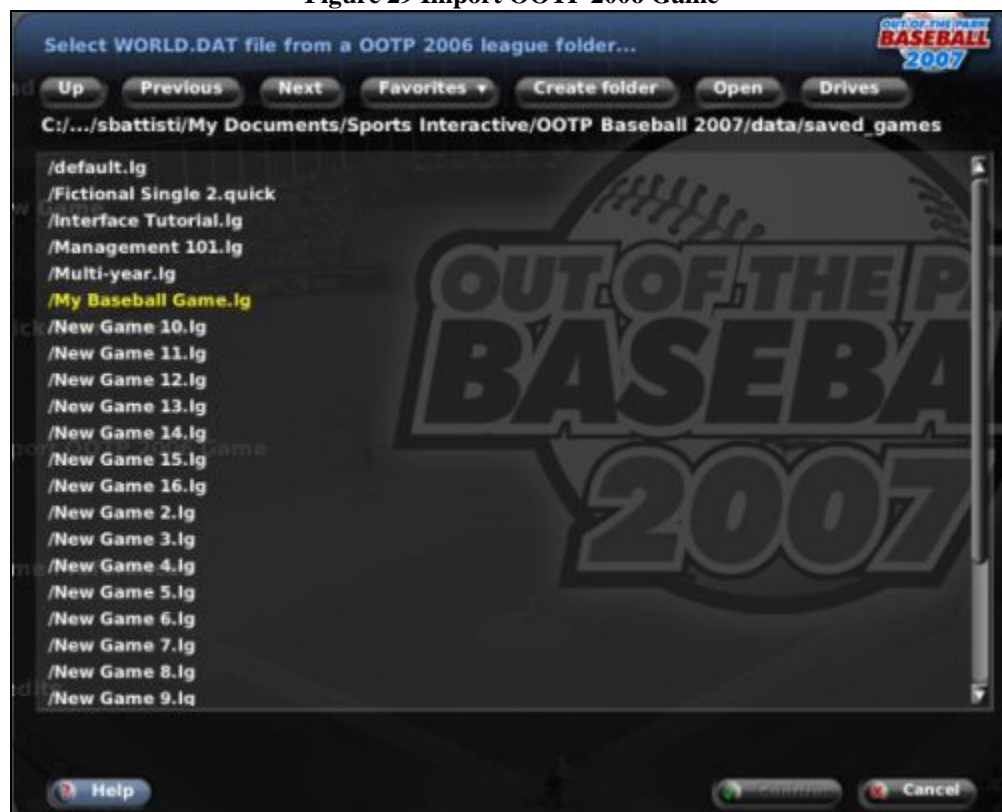 Figure 29 Import OOTP 2006 Game
Select WORLD.DAT file from a OOTP 2006 league folder...
OUT OF THE PARK
BASEBALL
2007
Up Previous Next Favorites Create folder Open Drives
C:/.../sbattisti/My Documents/Sports Interactive/OOTP Baseball 2007/data/saved_games
/default.lg
/Fictional Single 2.quick
/Interface Tutorial.lg
/Management 101.lg
/Multi-year.lg
/My Baseball Game.lg
/New Game 10.lg
/New Game 11.lg
/New Game 12.lg
/New Game 13.lg
/New Game 14.lg
/New Game 15.lg
/New Game 16.lg
/New Game 2.lg
/New Game 3.lg
/New Game 4.lg
/New Game 5.lg
/New Game 6.lg
/New Game 7.lg
/New Game 8.lg
/New Game 9.lg
OUT OF THE P
BASEBA
2007
Help Confirm Cancel